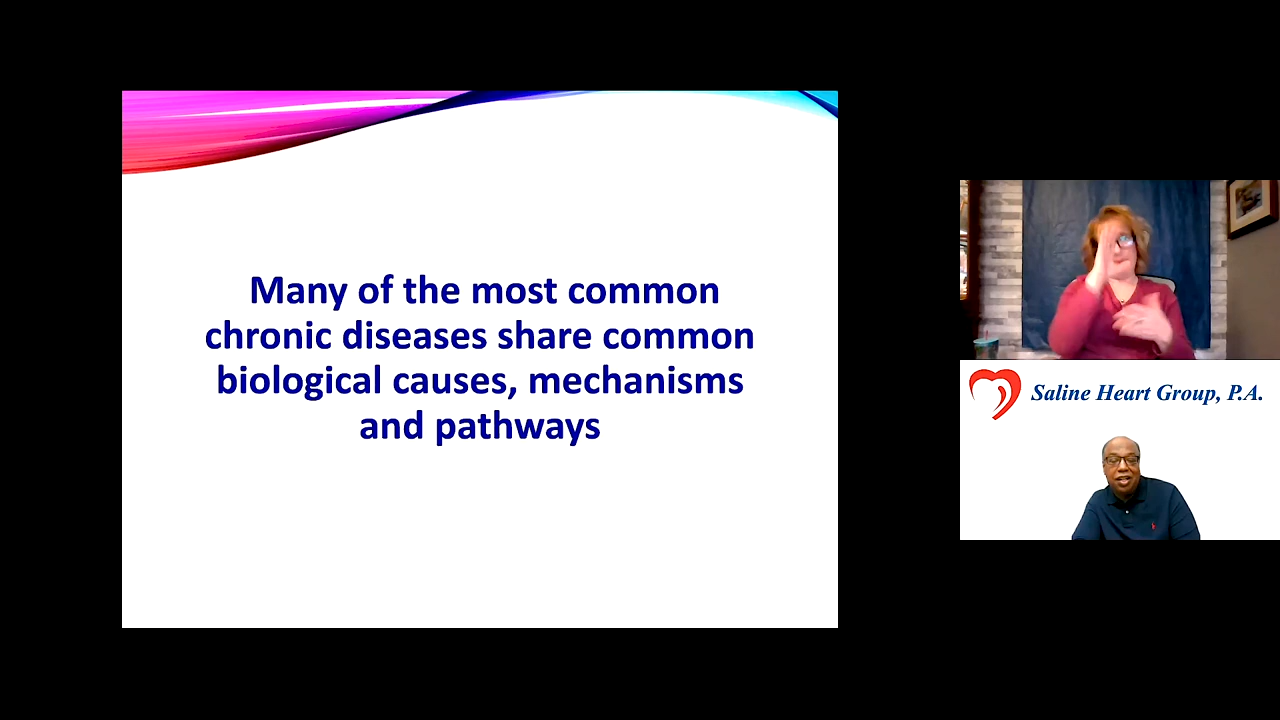 Many of the most common
chronic diseases share common
biological causes, mechanisms
and pathways
Saline Heart Group, P.A.